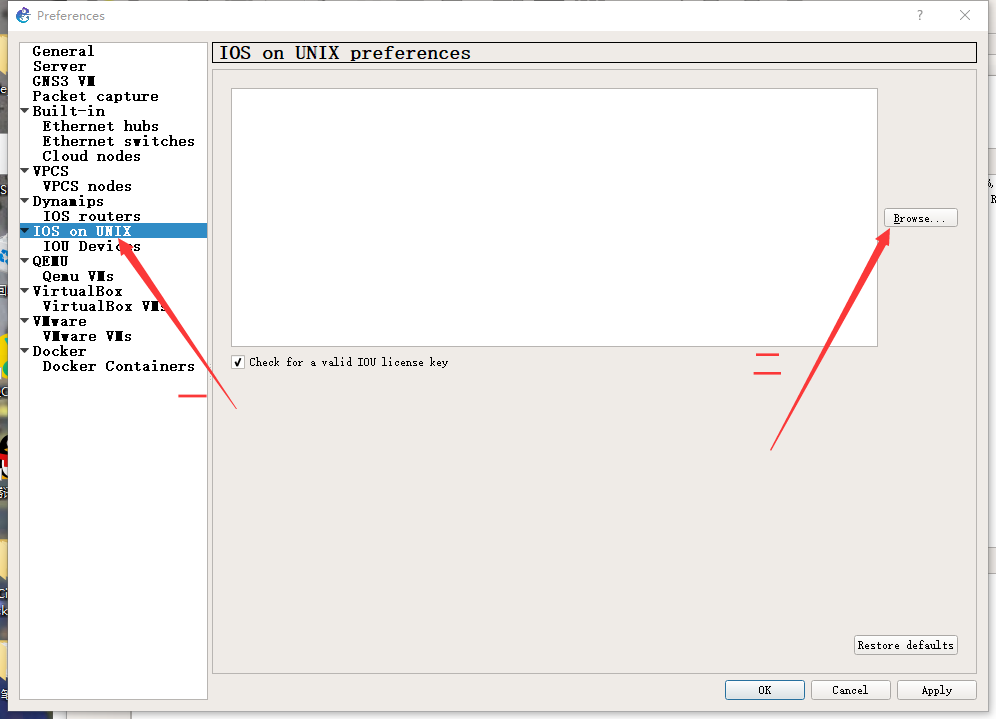 Preferences
?
General
Server
GNS3 VM
Packet capture
Built-in
Ethernet hubs
Ethernet switches
Cloud nodes
VPCS
VPCS nodes
Dynamips
IOS routers
IOS on UNIX
IOU Devices
QEMU
Qemu VMs
VirtualBox
VirtualBox VMs
VMware
VMware VMs
Docker
Docker Containers
一
IOS on UNIX preferences
Browse...
Check for a valid IOU license key
二
Restore defaults
OK
Cancel
Apply